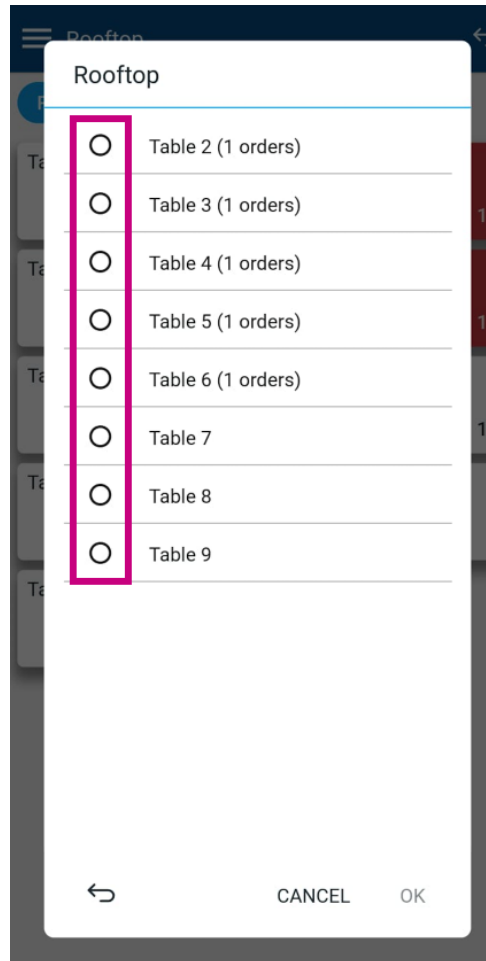 Rooftop
Rooftop
Table 2 (1 orders)
Table 3 (1 orders)
Table 4 (1 orders)
Table 5 (1 orders)
Table 6 (1 orders)
Table 7
Table 8
Table 9
CANCEL OK